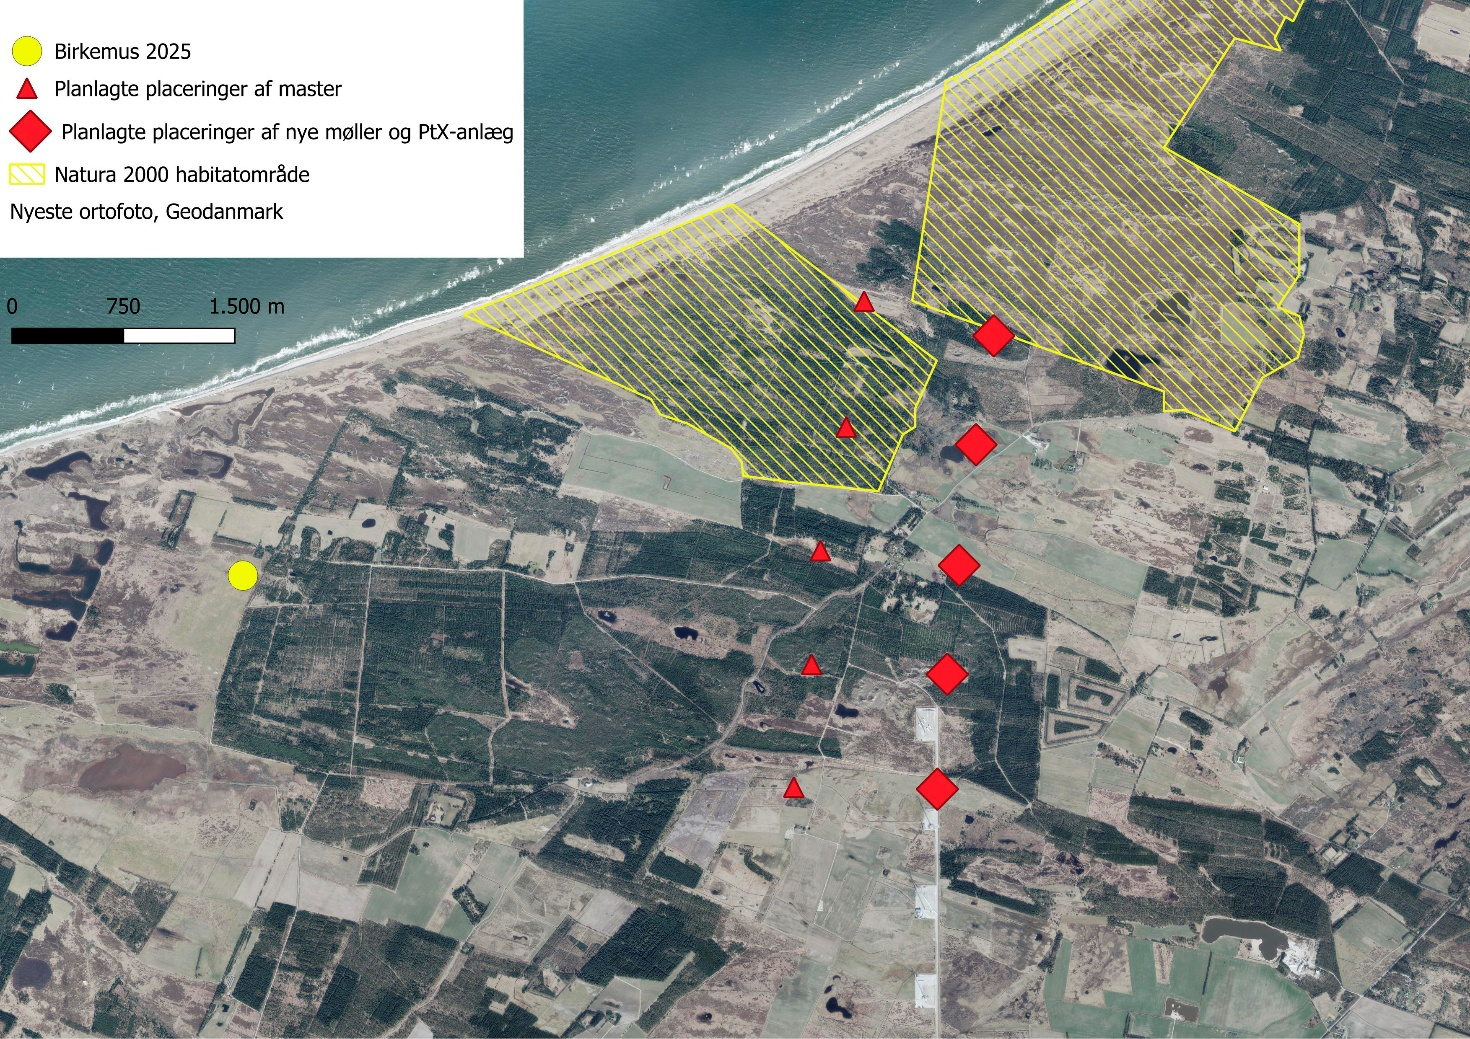 Birkemus 2025
Planlagte placeringer af master
Planlagte placeringer af nye møller og PtX-anlæg
Natura 2000 habitatområde
Nyeste ortofoto, Geodanmark
0 750 1.500 m